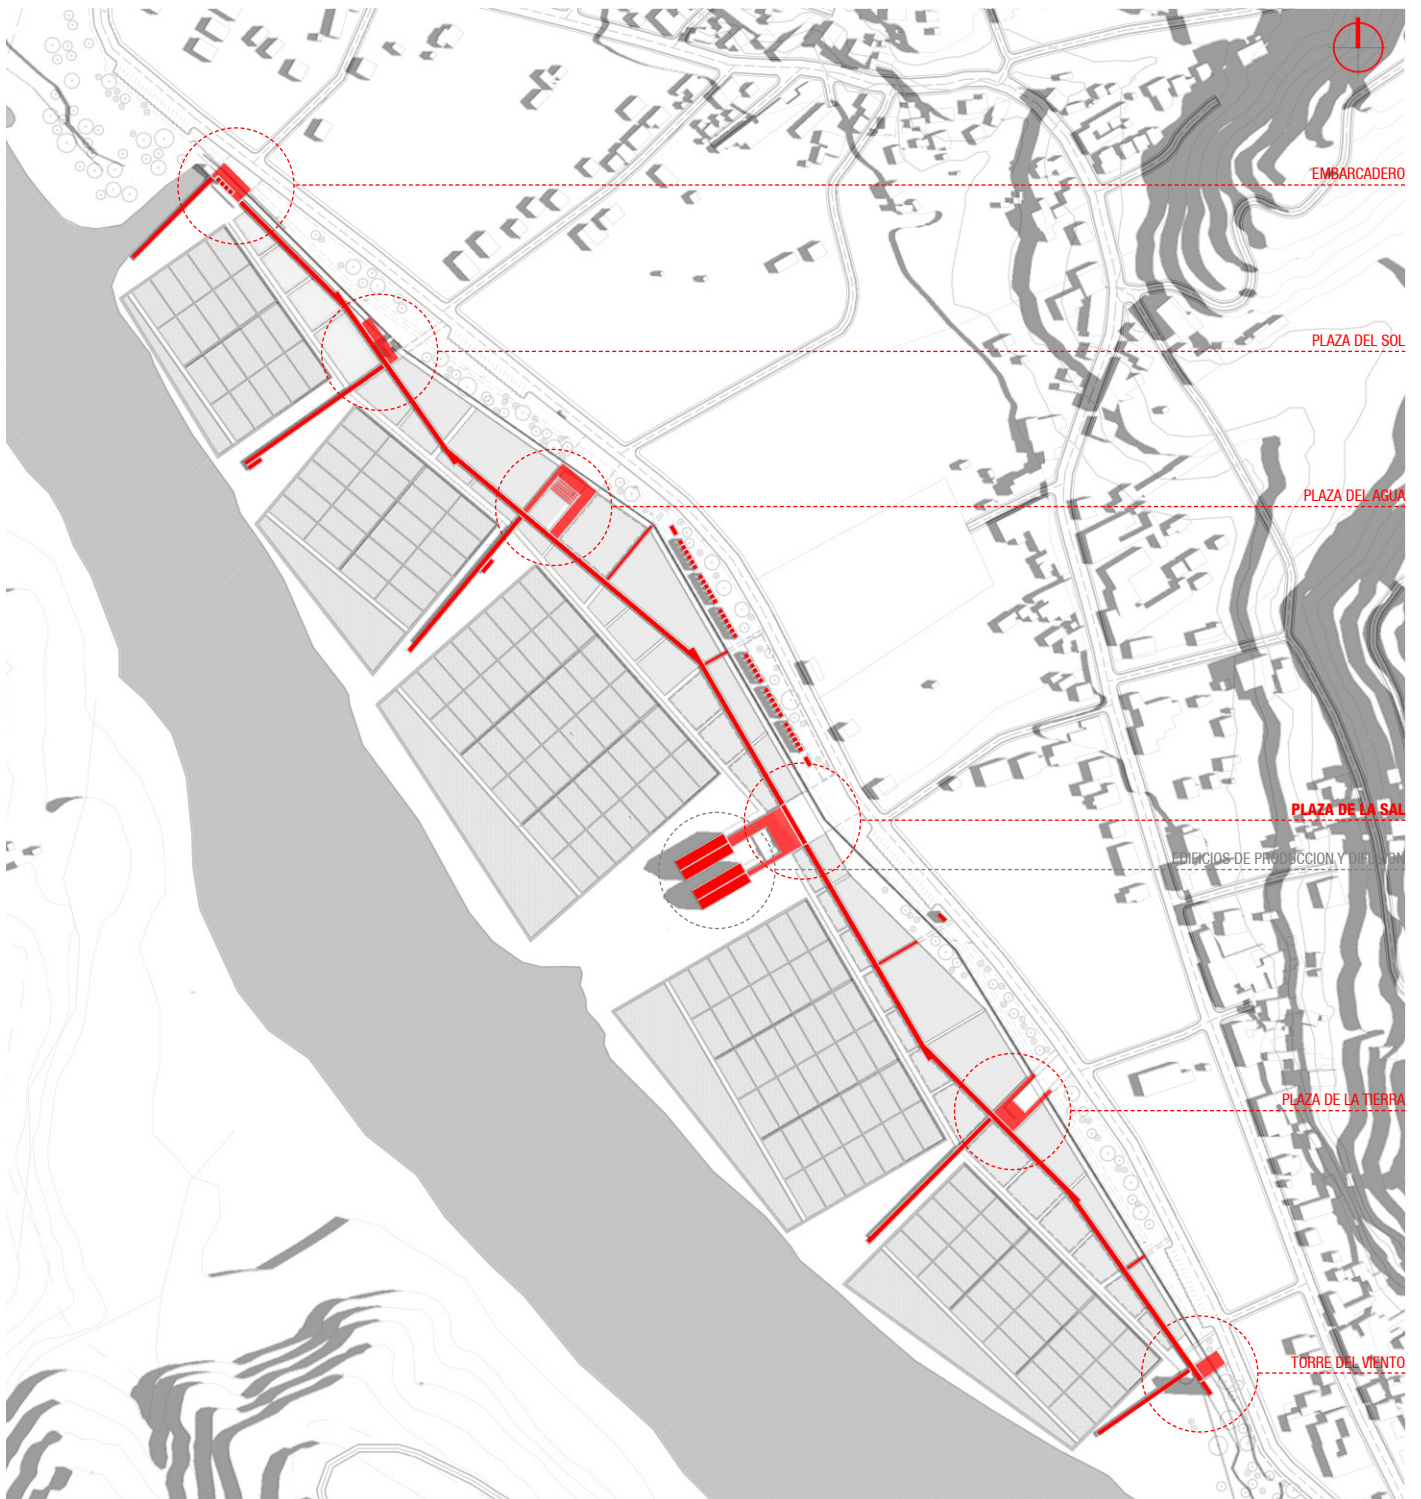 EMBARCADERO
PLAZA DEL SOL
PLAZA DEL AGUA
PLAZA DE LA SAL
EDIFICIOS DE PRODUCCION Y DIFUSION
PLAZA DE LA TIERRA
TORRE DEL VIENTO